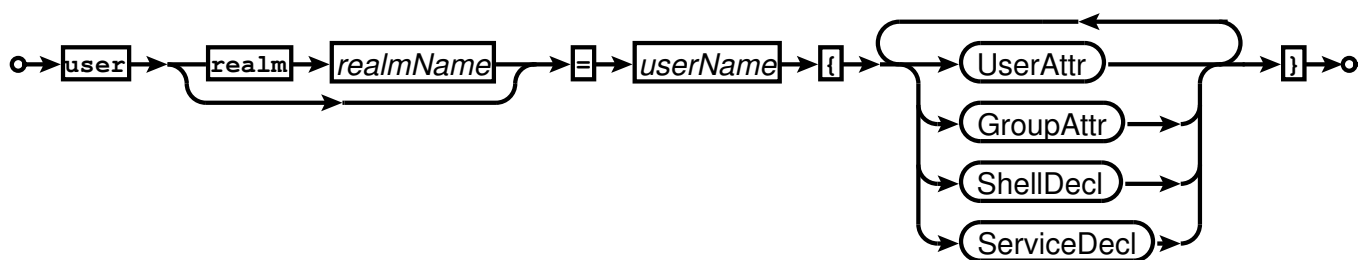 user realm realmName = userName { UserAttr }
GroupAttr
ShellDecl
ServiceDecl